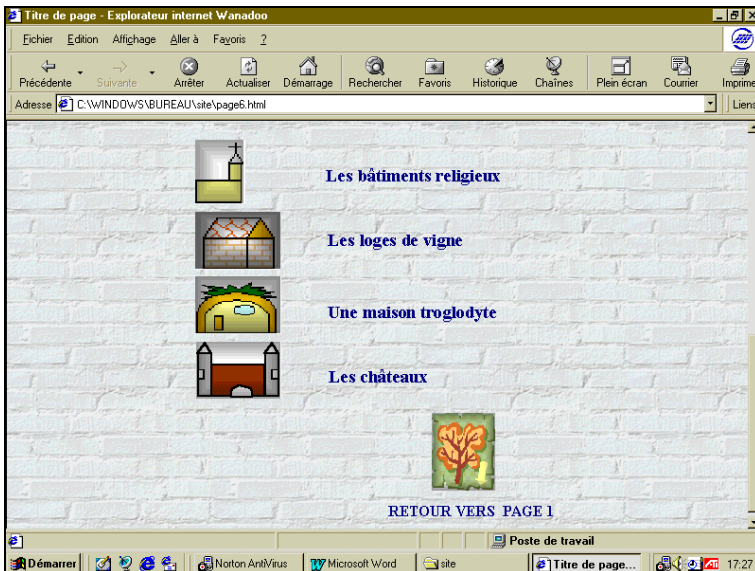 Titre de page - Explorateur internet Wanadoo
Fichier Edition Affichage Aller à Favoris ?
Précédente Suivante Arrêter Actualiser Démarrage Rechercher Favoris Historique Chaînes Plein écran Courrier Imprime
Adresse C:\WINDOWS\BUREAU\site\page6.html Liens
Les bâtiments religieux
Les loges de vigne
Une maison troglodyte
Les châteaux
RETOUR VERS PAGE 1
Poste de travail
Démarrer Norton AntiVirus Microsoft Word site Titre de page... ATI 17:27